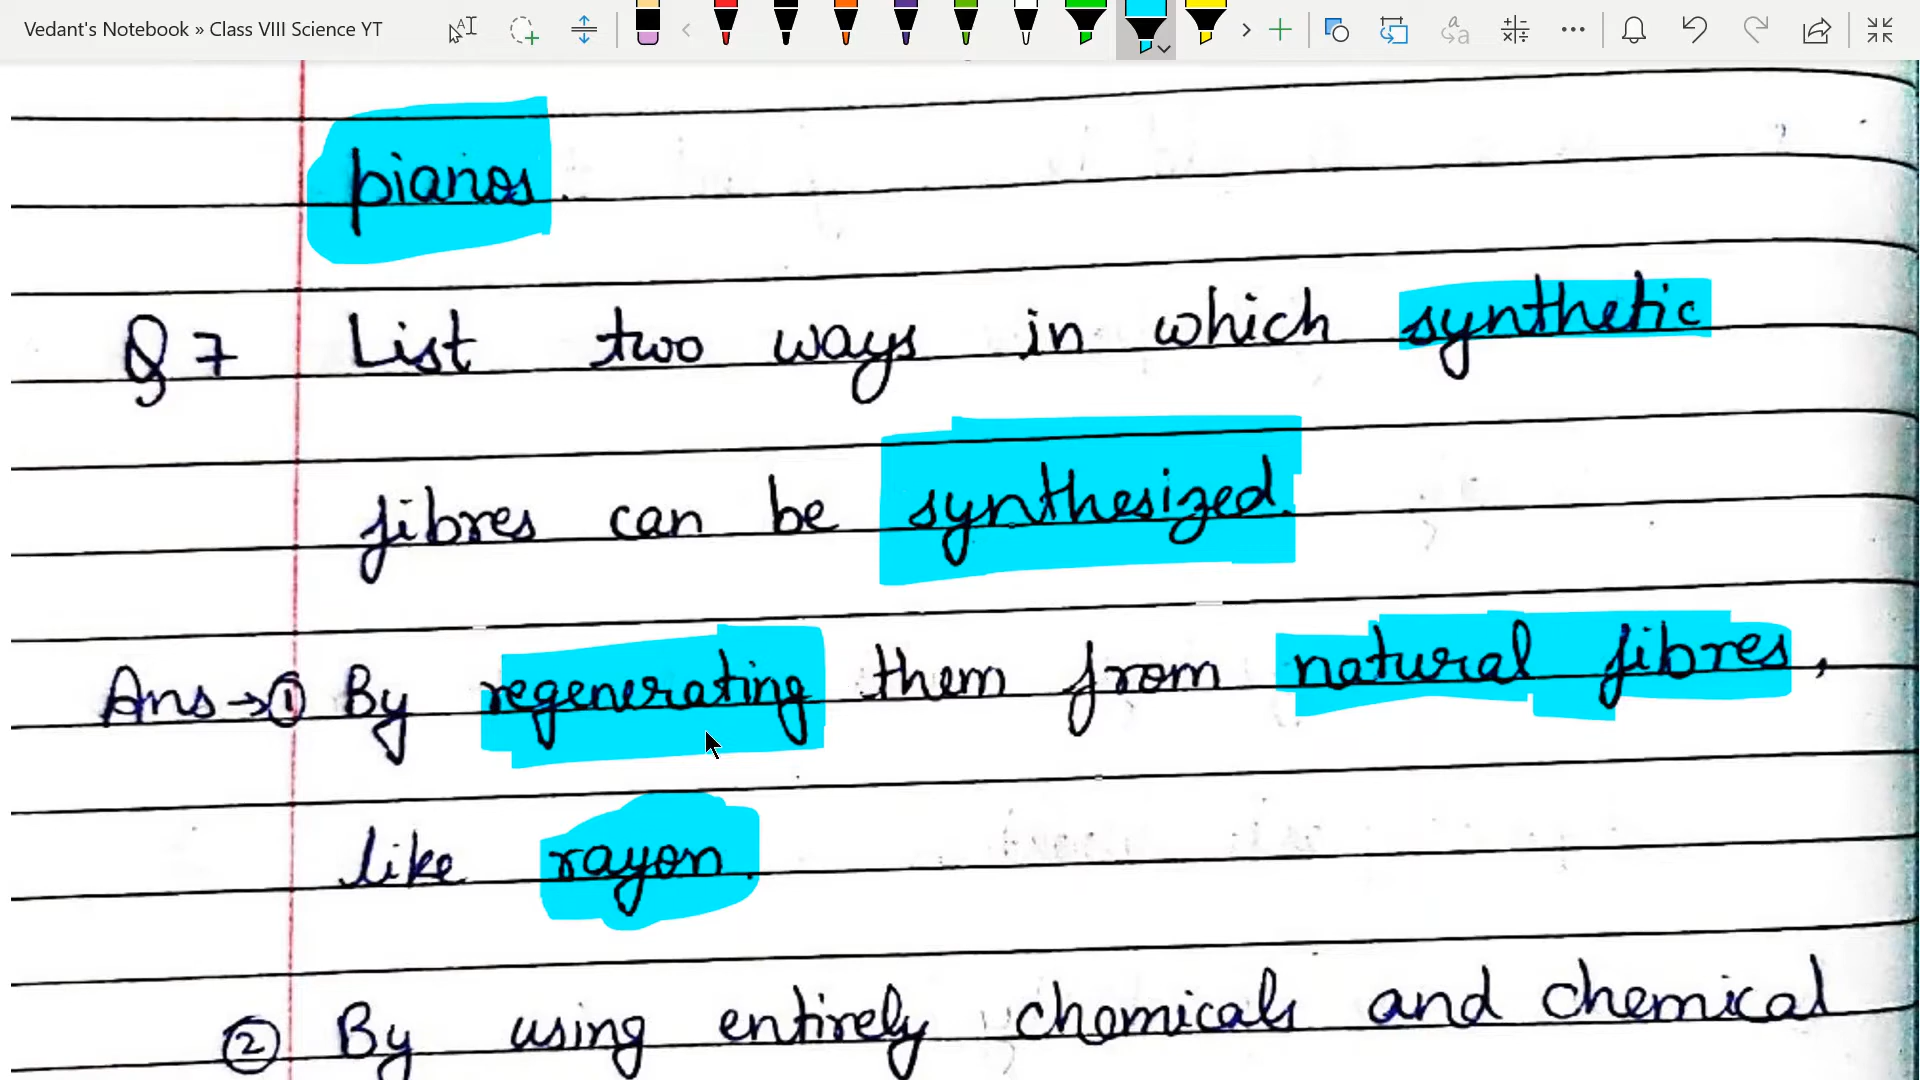 Vedant's Notebook » Class VIII Science YT
pianos.
Q7 List two ways in which synthetic
fibres can be synthesized.
Ans → ① By regenerating them from natural fibres,
like rayon.
② By using entirely chemicals and chemical